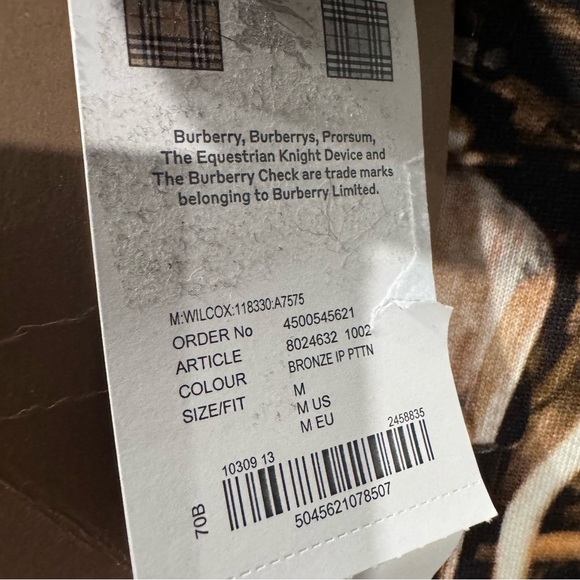 Burberry, Burberrys, Prorsum,
The Equestrian Knight Device and
The Burberry Check are trade marks
belonging to Burberry Limited.
M:WILCOX:118330:A7575
ORDER No 4500545621
ARTICLE 8024632 1002
COLOUR BRONZE IP PTTN
SIZE/FIT M
M US
M EU
10309 13 2458835
70B
5045621078507